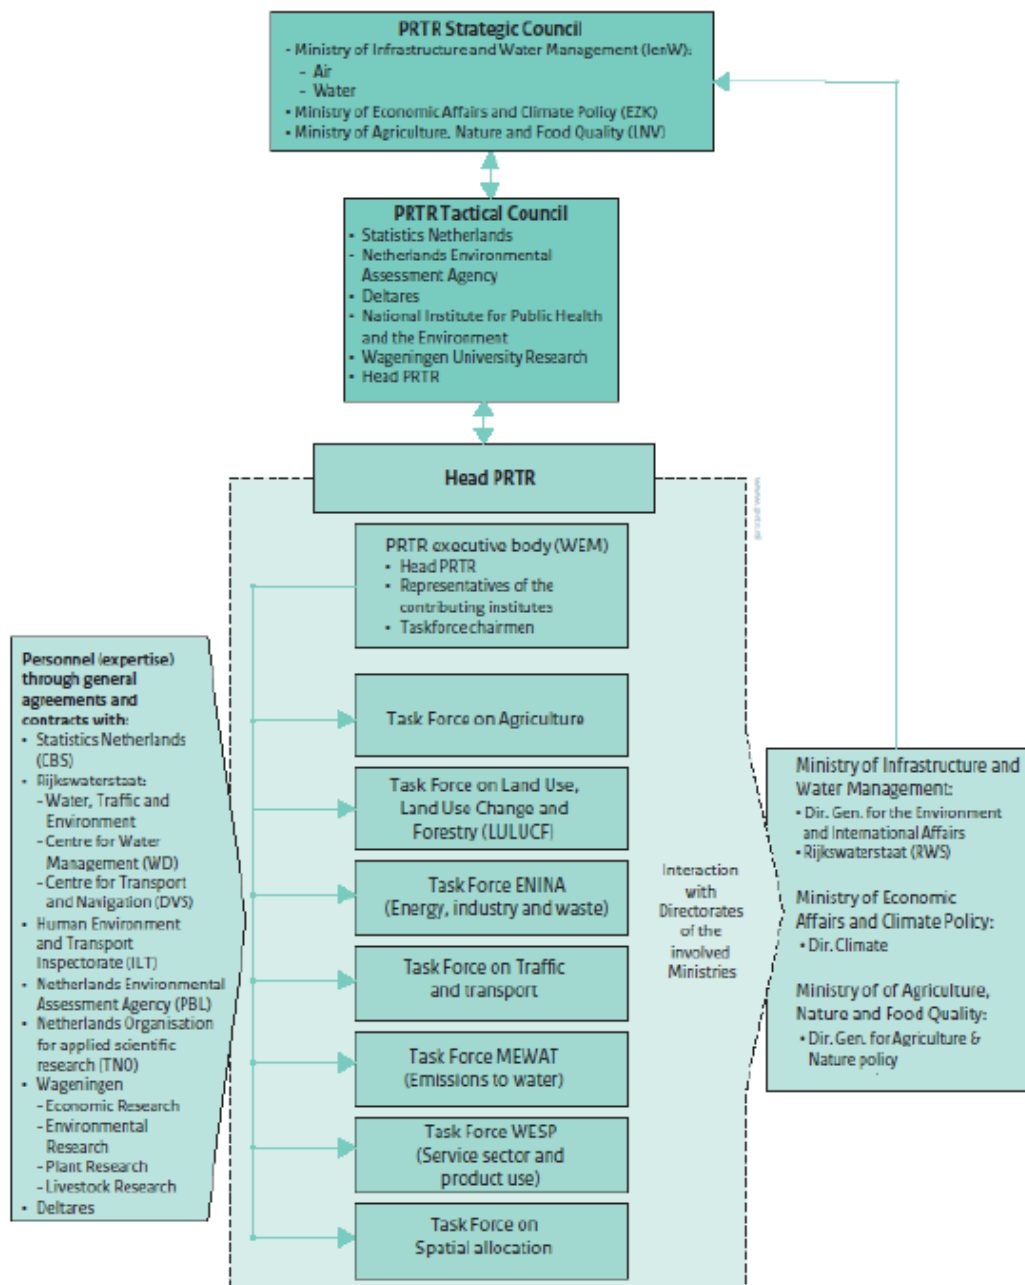 PRTR Strategic Council
- Ministry of Infrastructure and Water Management (IenW):
- Air
- Water
• Ministry of Economic Affairs and Climate Policy (EZK)
• Ministry of Agriculture, Nature and Food Quality (LNV)
PRTR Tactical Council
• Statistics Netherlands
- Netherlands Environmental
Assessment Agency
• Deltares
• National Institute for Public Health
and the Environment
• Wageningen University Research
• Head PRTR
Head PRTR
PRTR executive body (WEM)
• Head PRTR
• Representatives of the
contributing institutes
• Taskforce chairmen
Personnel (expertise)
through general
agreements and
contracts with:
• Statistics Netherlands
(CBS)
• Rijkswaterstaat:
- Water, Traffic and
Environment
- Centre for Water
Management (WD)
- Centre for Transport
and Navigation (DVS)
• Human Environment
and Transport
Inspectorate (ILT)
• Netherlands Environmental
Assessment Agency (PBL)
• Netherlands Organisation
for applied scientific
research (TNO)
• Wageningen
- Economic Research
- Environmental
Research
- Plant Research
- Livestock Research
• Deltares
Task Force on Agriculture
Task Force on Land Use,
Land Use Change and
Forestry (LULUCF)
Task Force ENINA
(Energy, industry and waste)
Task Force on Traffic
and transport
Task Force MEWAT
(Emissions to water)
Task Force WESP
(Service sector and
product use)
Task Force on
Spatial allocation
Interaction
with
Directorates
of the
involved
Ministries
Ministry of Infrastructure and
Water Management:
• Dir. Gen. for the Environment
and International Affairs
• Rijkswaterstaat (RWS)
Ministry of Economic
Affairs and Climate Policy:
• Dir. Climate
Ministry of of Agriculture,
Nature and Food Quality:
• Dir. Gen. for Agriculture &
Nature policy